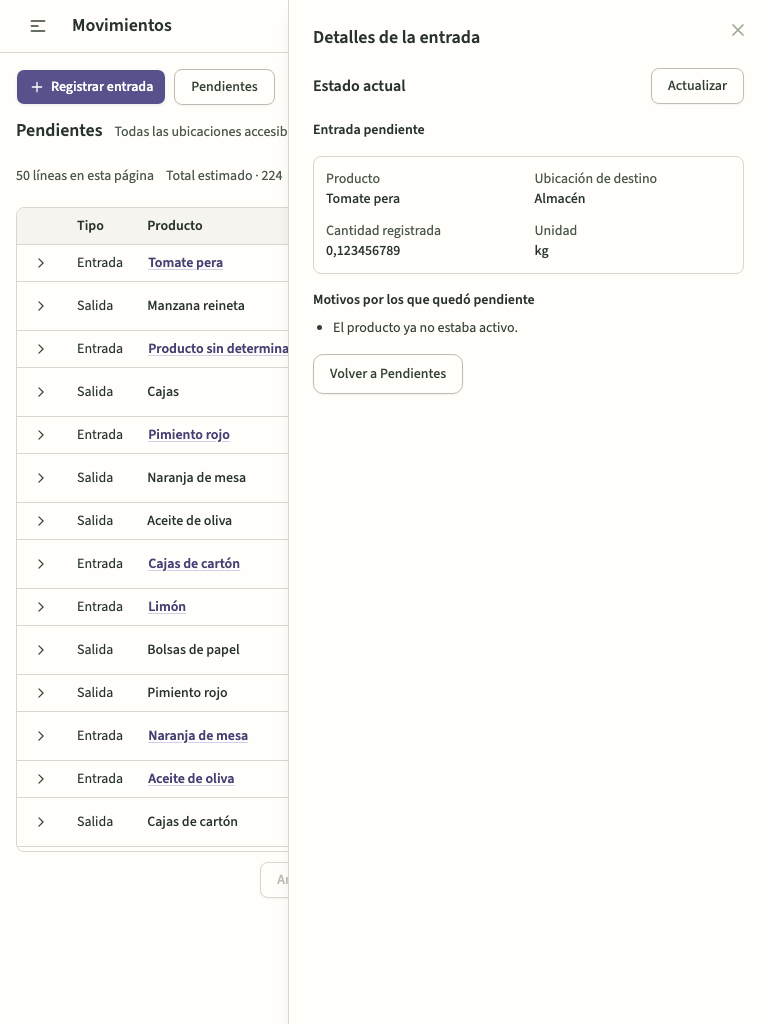 Movimientos
Registrar entrada
Pendientes
Pendientes Todas las ubicaciones
50 líneas en esta página Total estimado · 224
Tipo Producto
Entrada Tomate pera
Salida Manzana reineta
Entrada Producto sin
Salida Cajas
Entrada Pimiento rojo
Salida Naranja de mesa
Salida Aceite de oliva
Entrada Cajas de cartón
Entrada Limón
Salida Bolsas de papel
Salida Pimiento rojo
Entrada Naranja de mesa
Entrada Aceite de oliva
Salida Cajas de cartón
Detalles de la entrada
Estado actual
Actualizar
Entrada pendiente
Producto Ubicación de destino
Tomate pera Almacén
Cantidad registrada Unidad
0,123456789 kg
Motivos por los que quedó pendiente
• El producto ya no estaba activo.
Volver a Pendientes